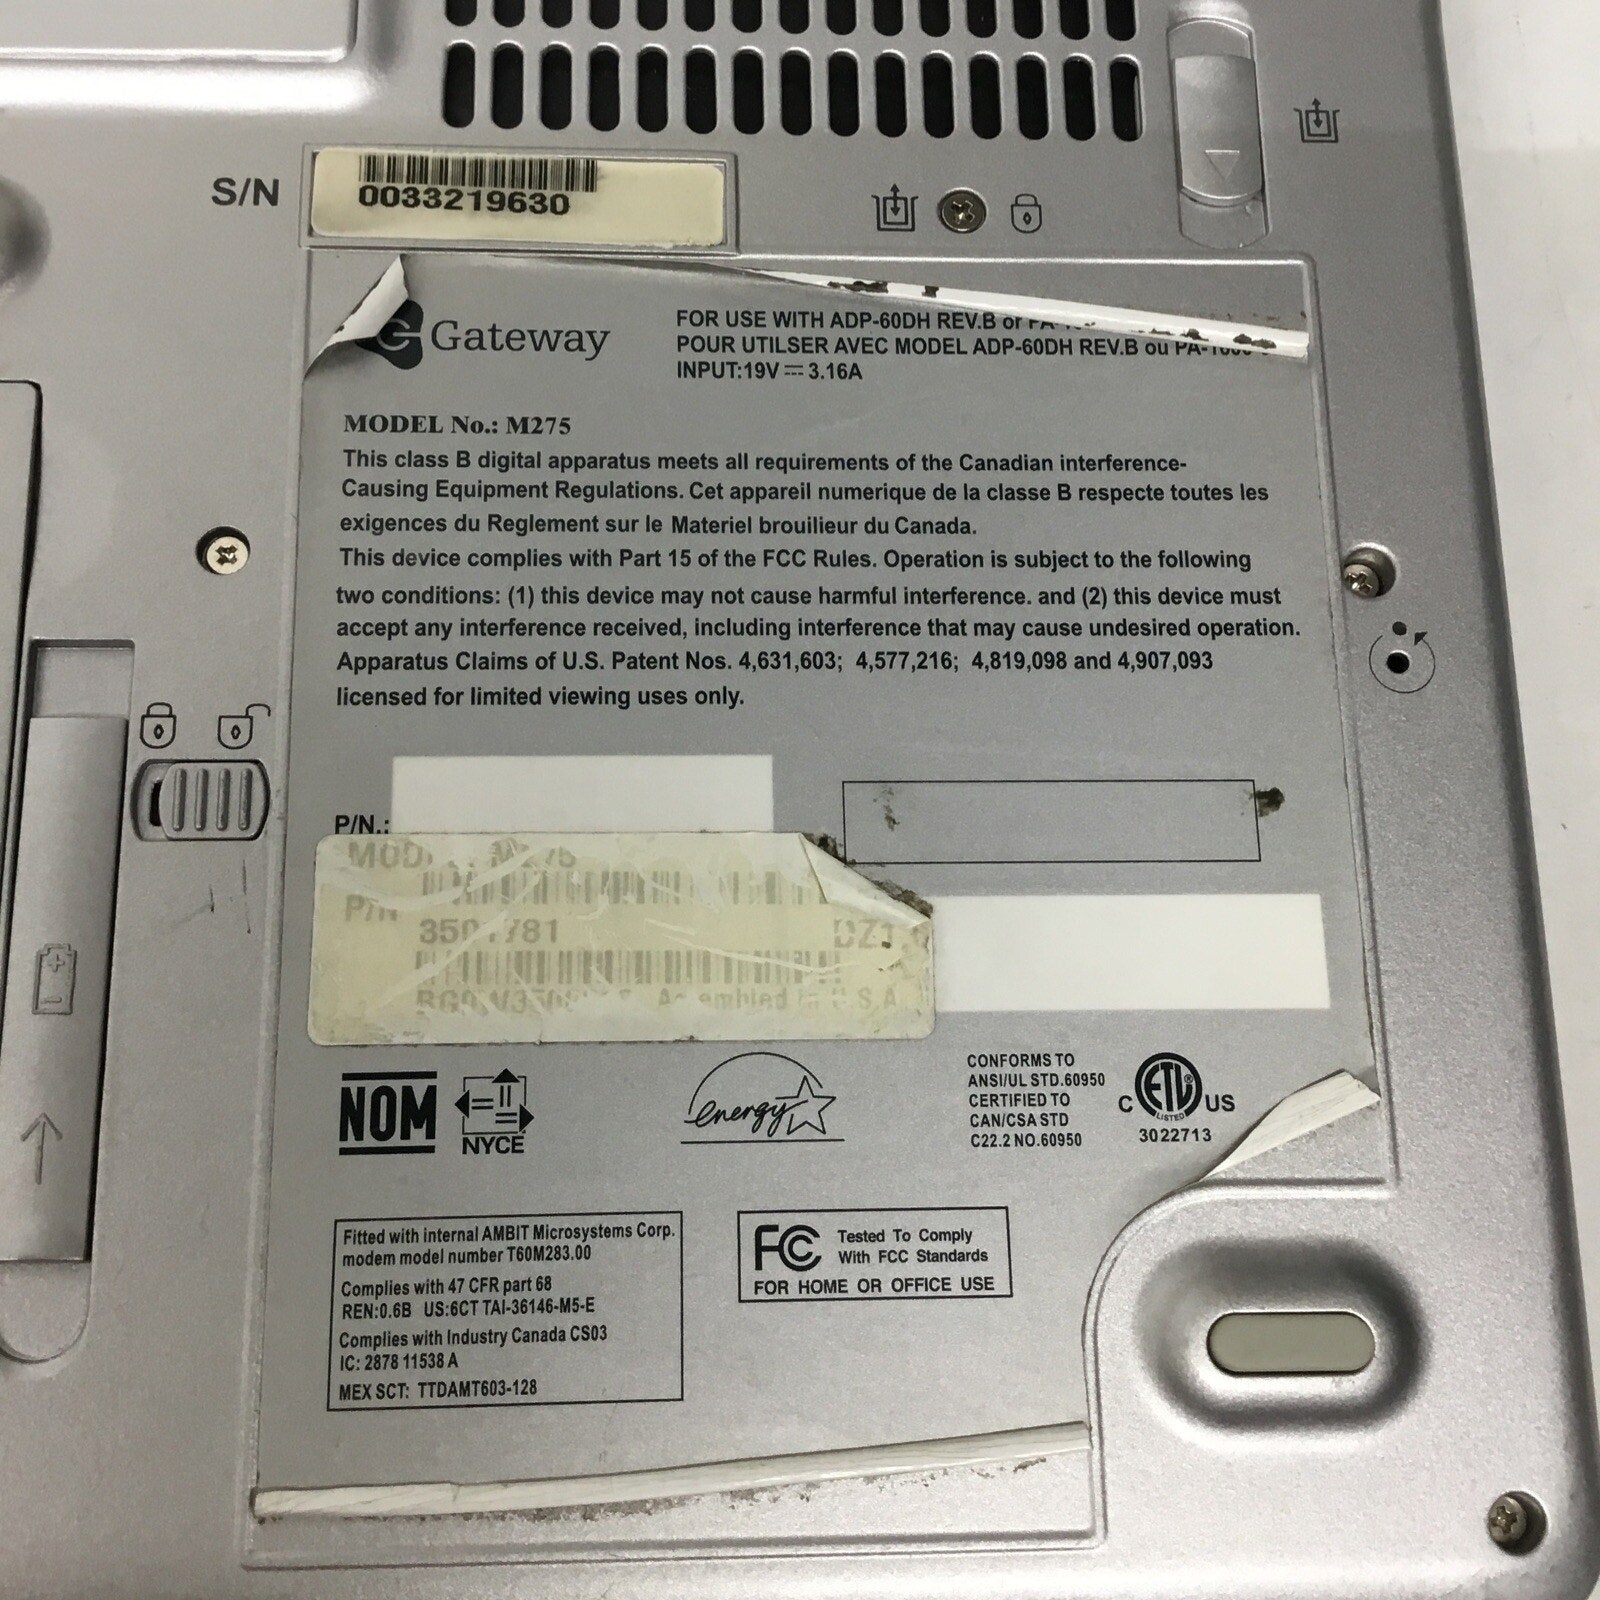 S/N
0033219630
Gateway
FOR USE WITH ADP-60DH REV.B or
POUR UTILSER AVEC MODEL ADP-60DH REV.B ou
INPUT:19V ⎓ 3.16A
MODEL No.: M275
This class B digital apparatus meets all requirements of the Canadian interference-
Causing Equipment Regulations. Cet appareil numerique de la classe B respecte toutes les
exigences du Reglement sur le Materiel brouilieur du Canada.
This device complies with Part 15 of the FCC Rules. Operation is subject to the following
two conditions: (1) this device may not cause harmful interference. and (2) this device must
accept any interference received, including interference that may cause undesired operation.
Apparatus Claims of U.S. Patent Nos. 4,631,603; 4,577,216; 4,819,098 and 4,907,093
licensed for limited viewing uses only.
P/N.:
P/N
NOM
NYCE
energy
CONFORMS TO
ANSI/UL STD.60950
CERTIFIED TO
CAN/CSA STD
C22.2 NO.60950
C ETL US
LISTED
3022713
Fitted with internal AMBIT Microsystems Corp.
modem model number T60M283.00
Complies with 47 CFR part 68
REN:0.6B US:6CT TAI-36146-M5-E
Complies with Industry Canada CS03
IC: 2878 11538 A
MEX SCT: TTDAMT603-128
FC Tested To Comply
With FCC Standards
FOR HOME OR OFFICE USE